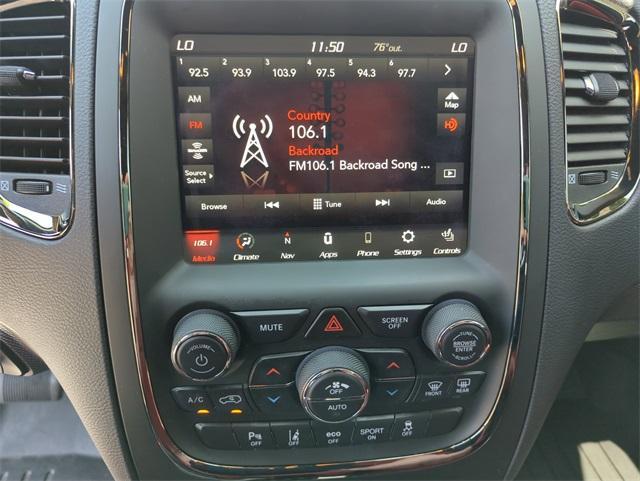 LO 11:50 76°out. LO
1 2 3 4 5 6
92.5 93.9 103.9 97.5 94.3 97.7
AM
Map
FM
Country
106.1
Backroad
FM106.1 Backroad Song ...
Source
Select
Browse Tune Audio
106.1
Media Climate Nav Apps Phone Settings Controls
N
MUTE
SCREEN
OFF
VOLUME
TUNE
BROWSE
ENTER
SCROLL
A/C
OFF
AUTO
FRONT REAR
P OFF
OFF
eco
OFF
SPORT
OFF
OFF